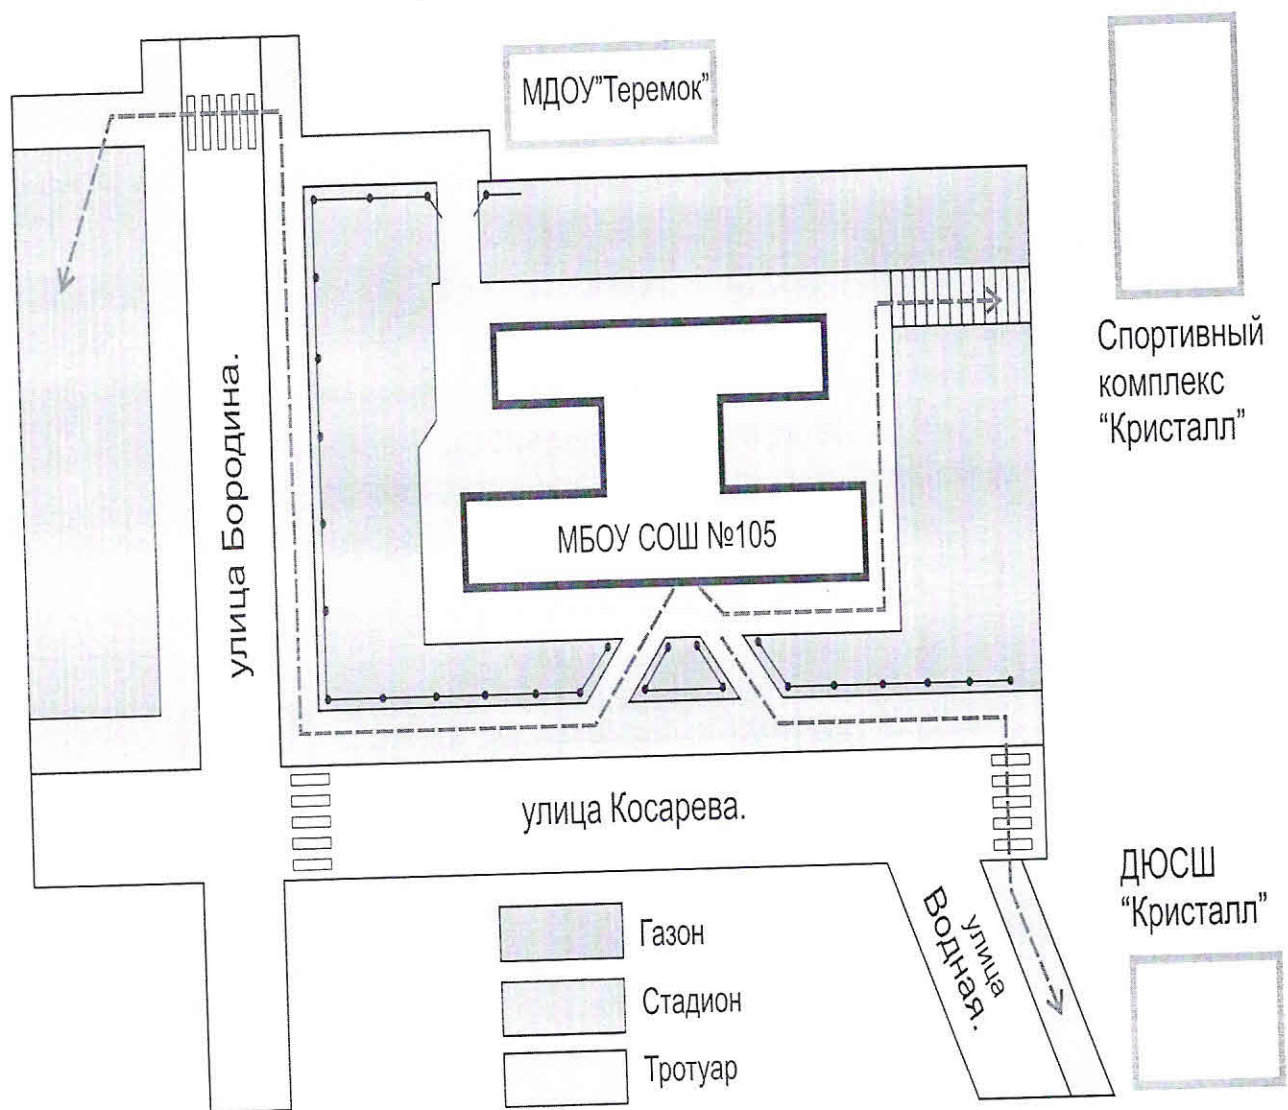 МДОУ"Теремок"
Спортивный
комплекс
"Кристалл"
улица Бородина.
МБОУ СОШ №105
улица Косарева.
ДЮСШ
"Кристалл"
улица
Водная.
Газон
Стадион
Тротуар